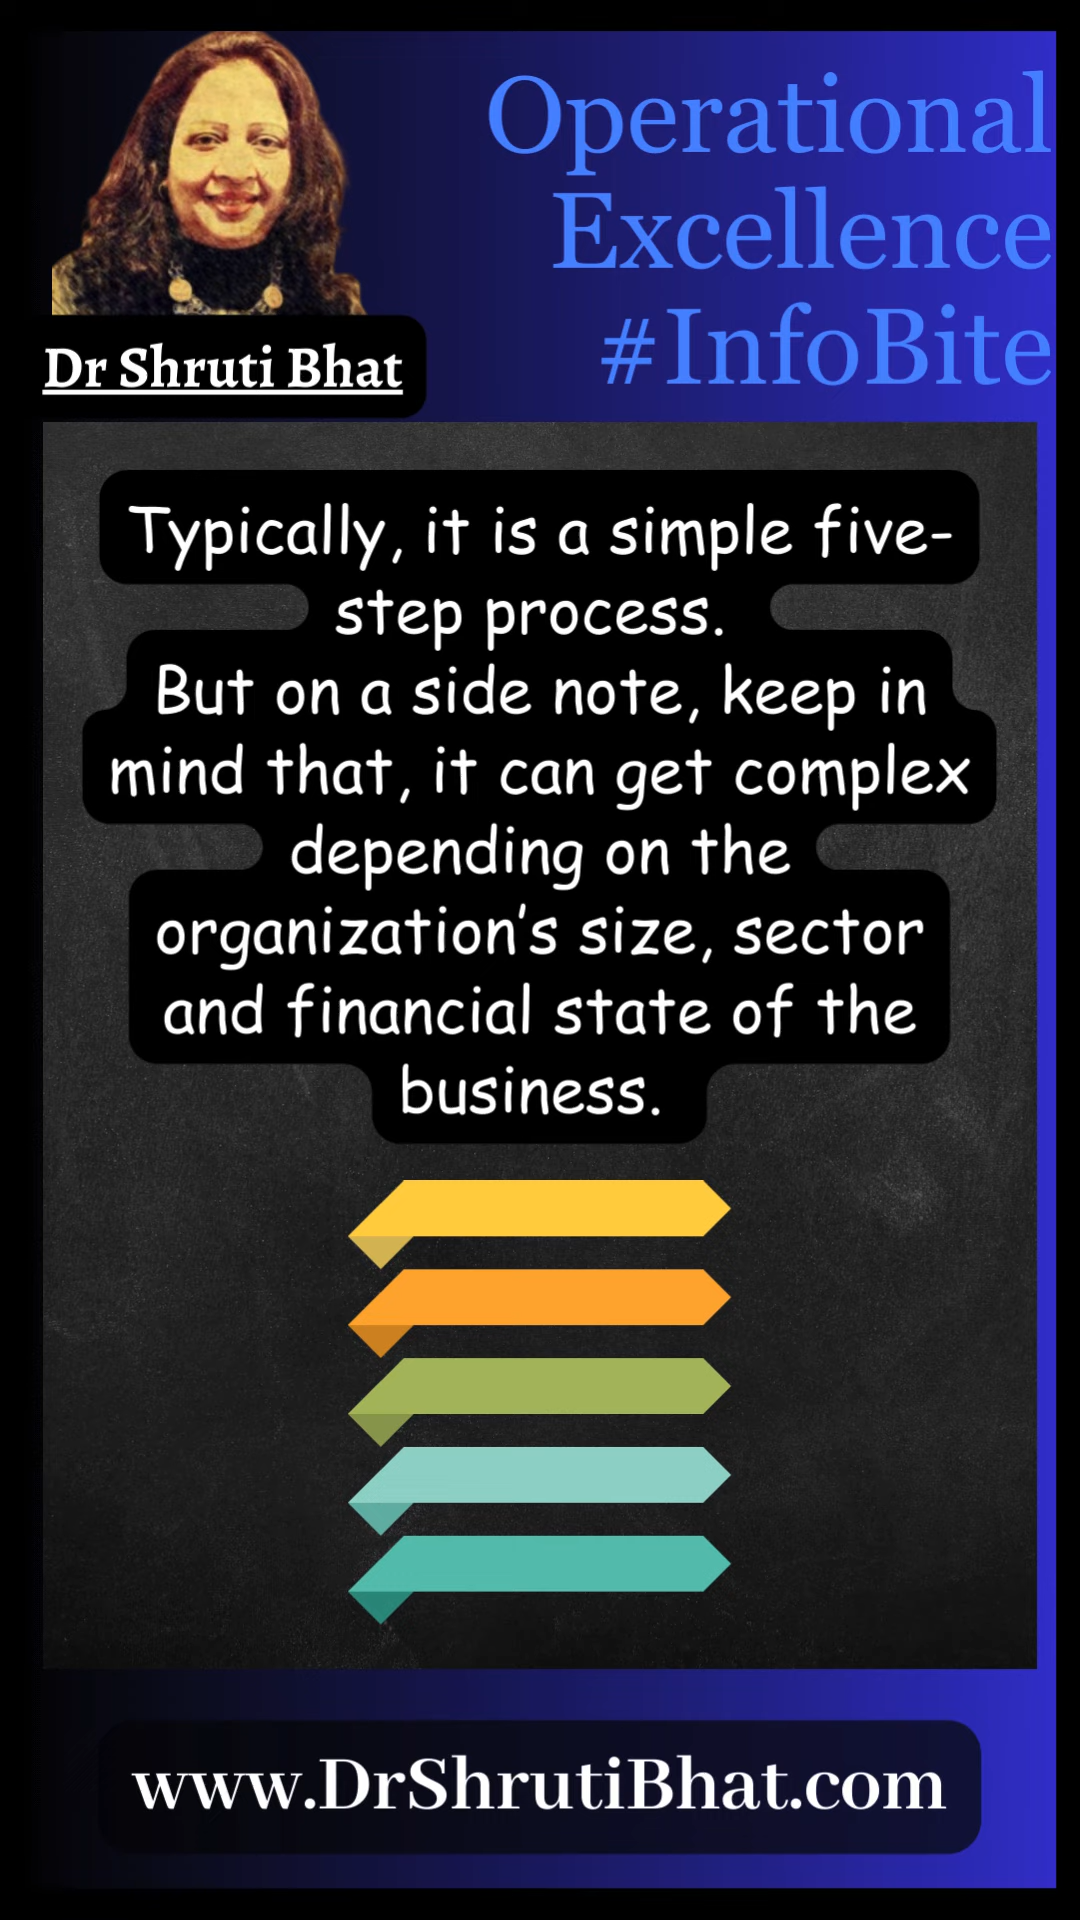 Operational
Excellence
#InfoBite
Dr Shruti Bhat
Typically, it is a simple five-
step process.
But on a side note, keep in
mind that, it can get complex
depending on the
organization's size, sector
and financial state of the
business.
www.DrShrutiBhat.com